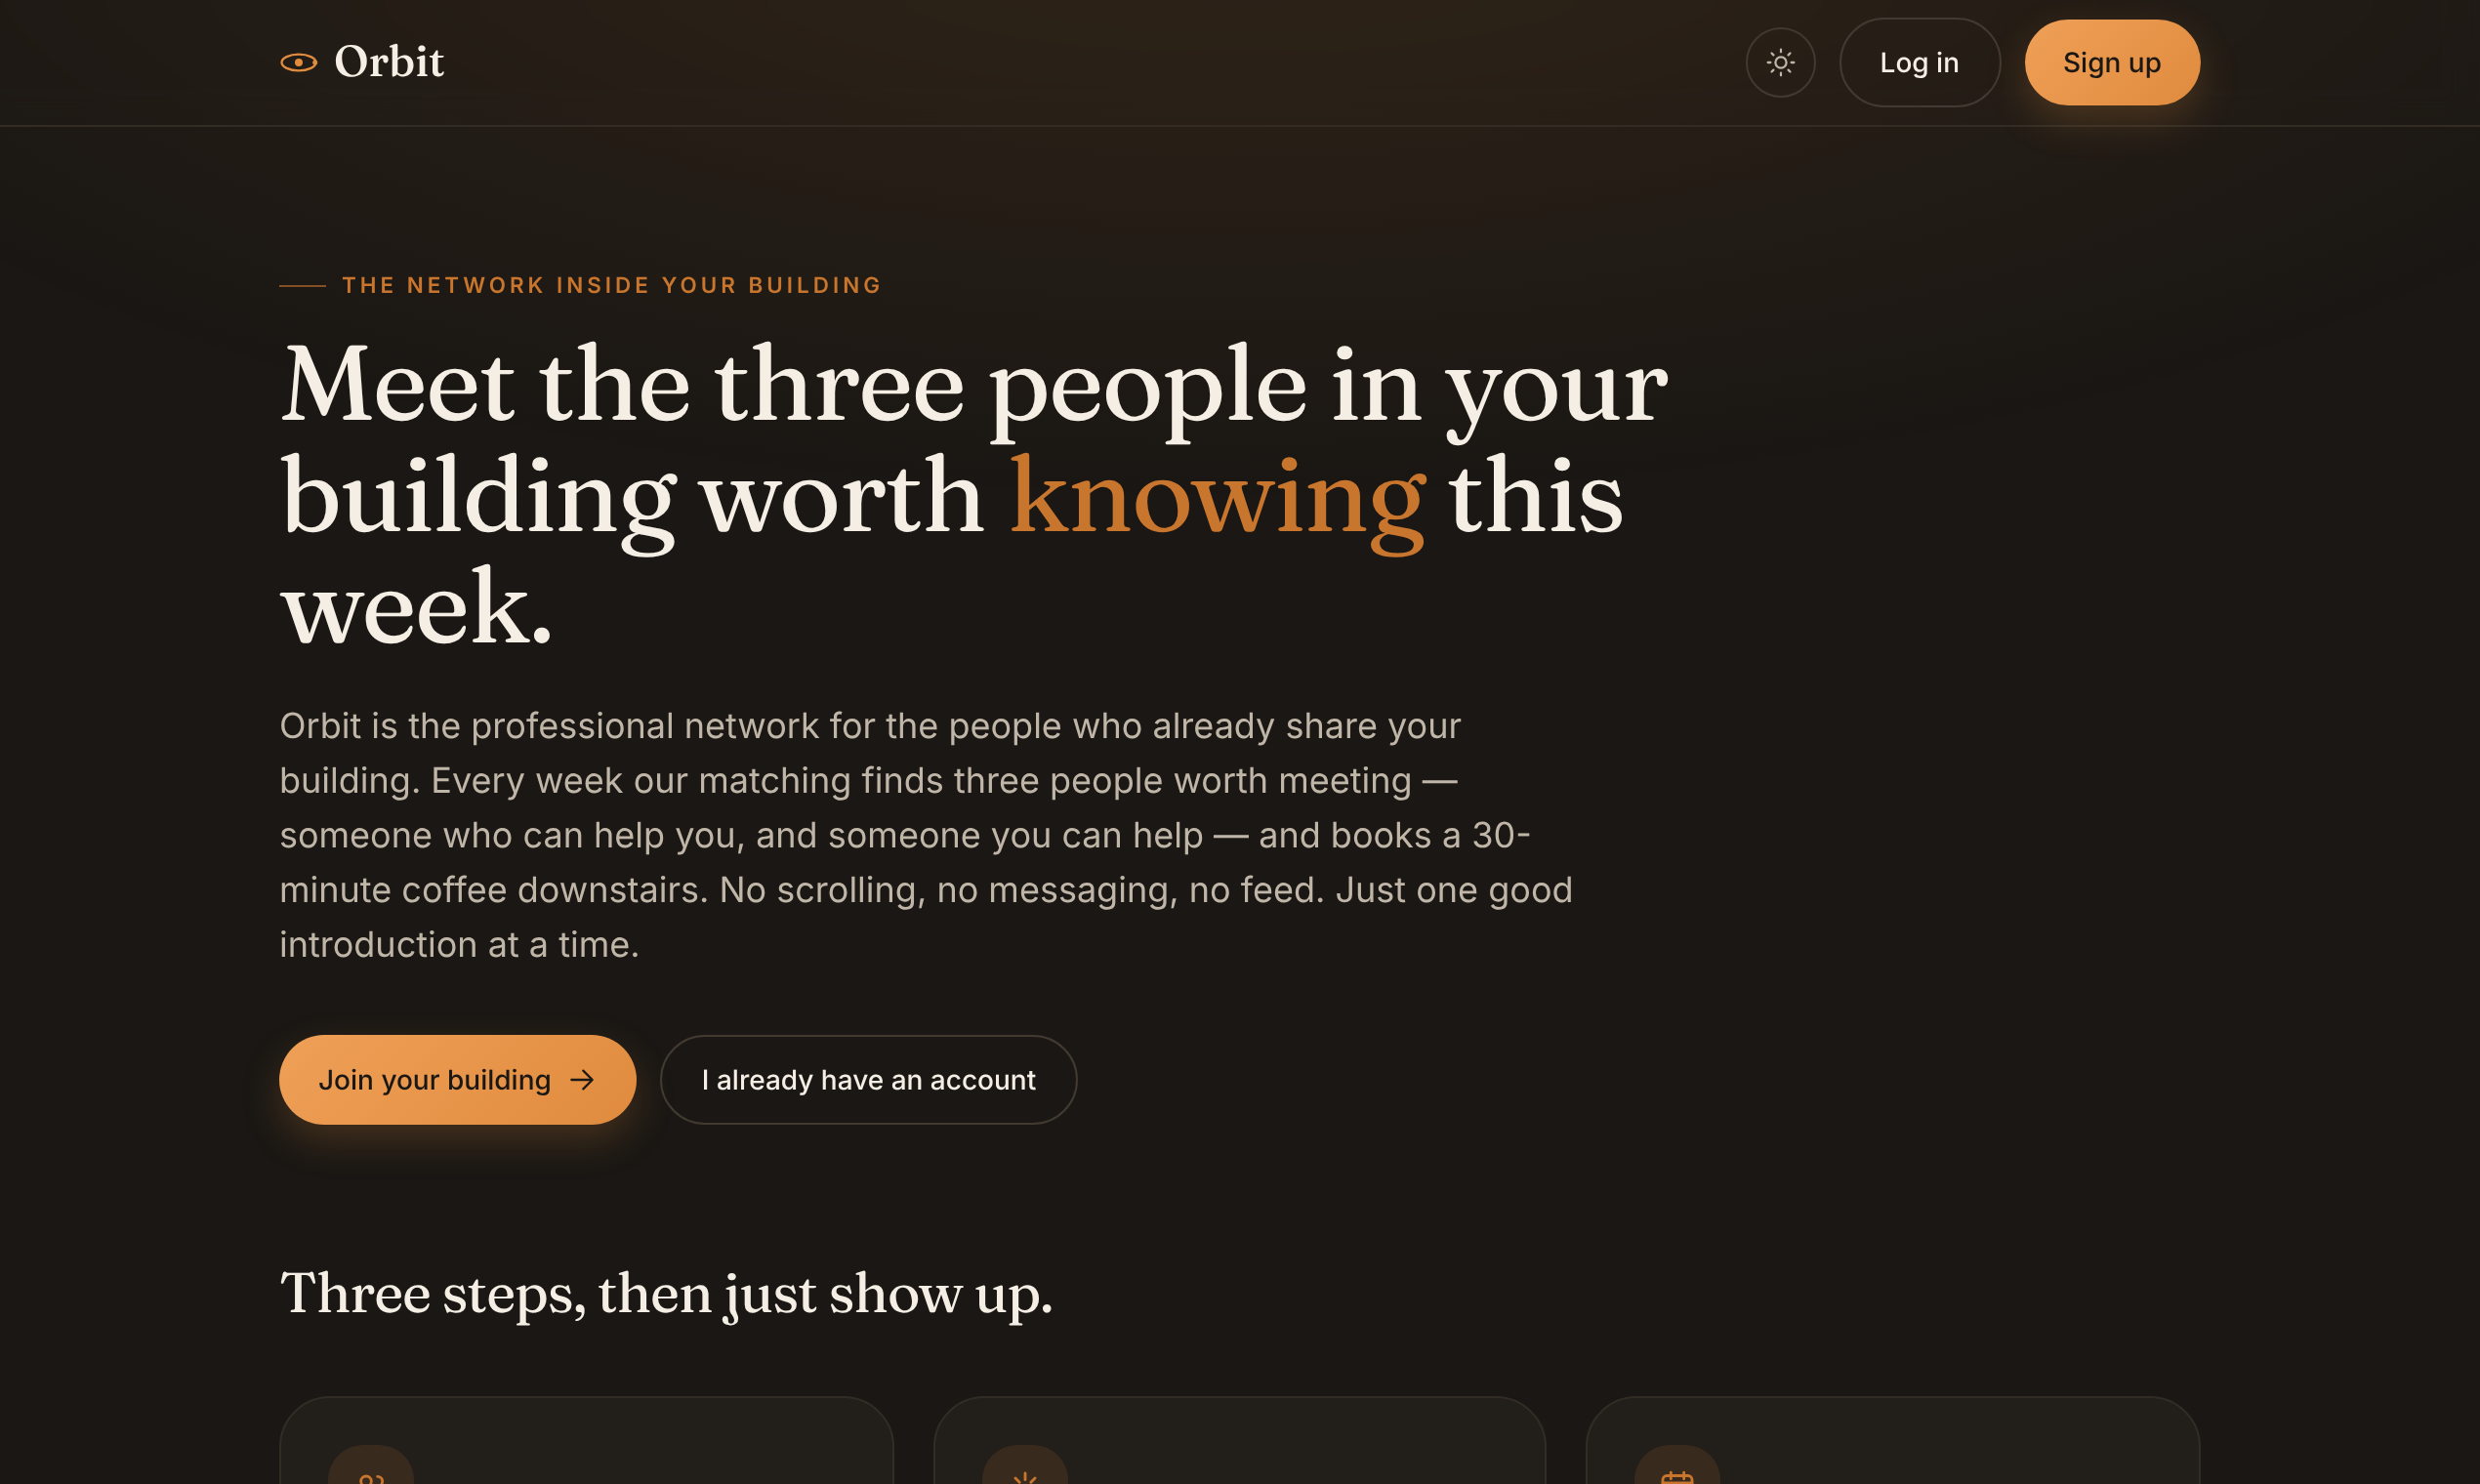 Orbit
Log in
Sign up
THE NETWORK INSIDE YOUR BUILDING
Meet the three people in your
building worth knowing this
week.
Orbit is the professional network for the people who already share your
building. Every week our matching finds three people worth meeting —
someone who can help you, and someone you can help — and books a 30-
minute coffee downstairs. No scrolling, no messaging, no feed. Just one good
introduction at a time.
Join your building →
I already have an account
Three steps, then just show up.